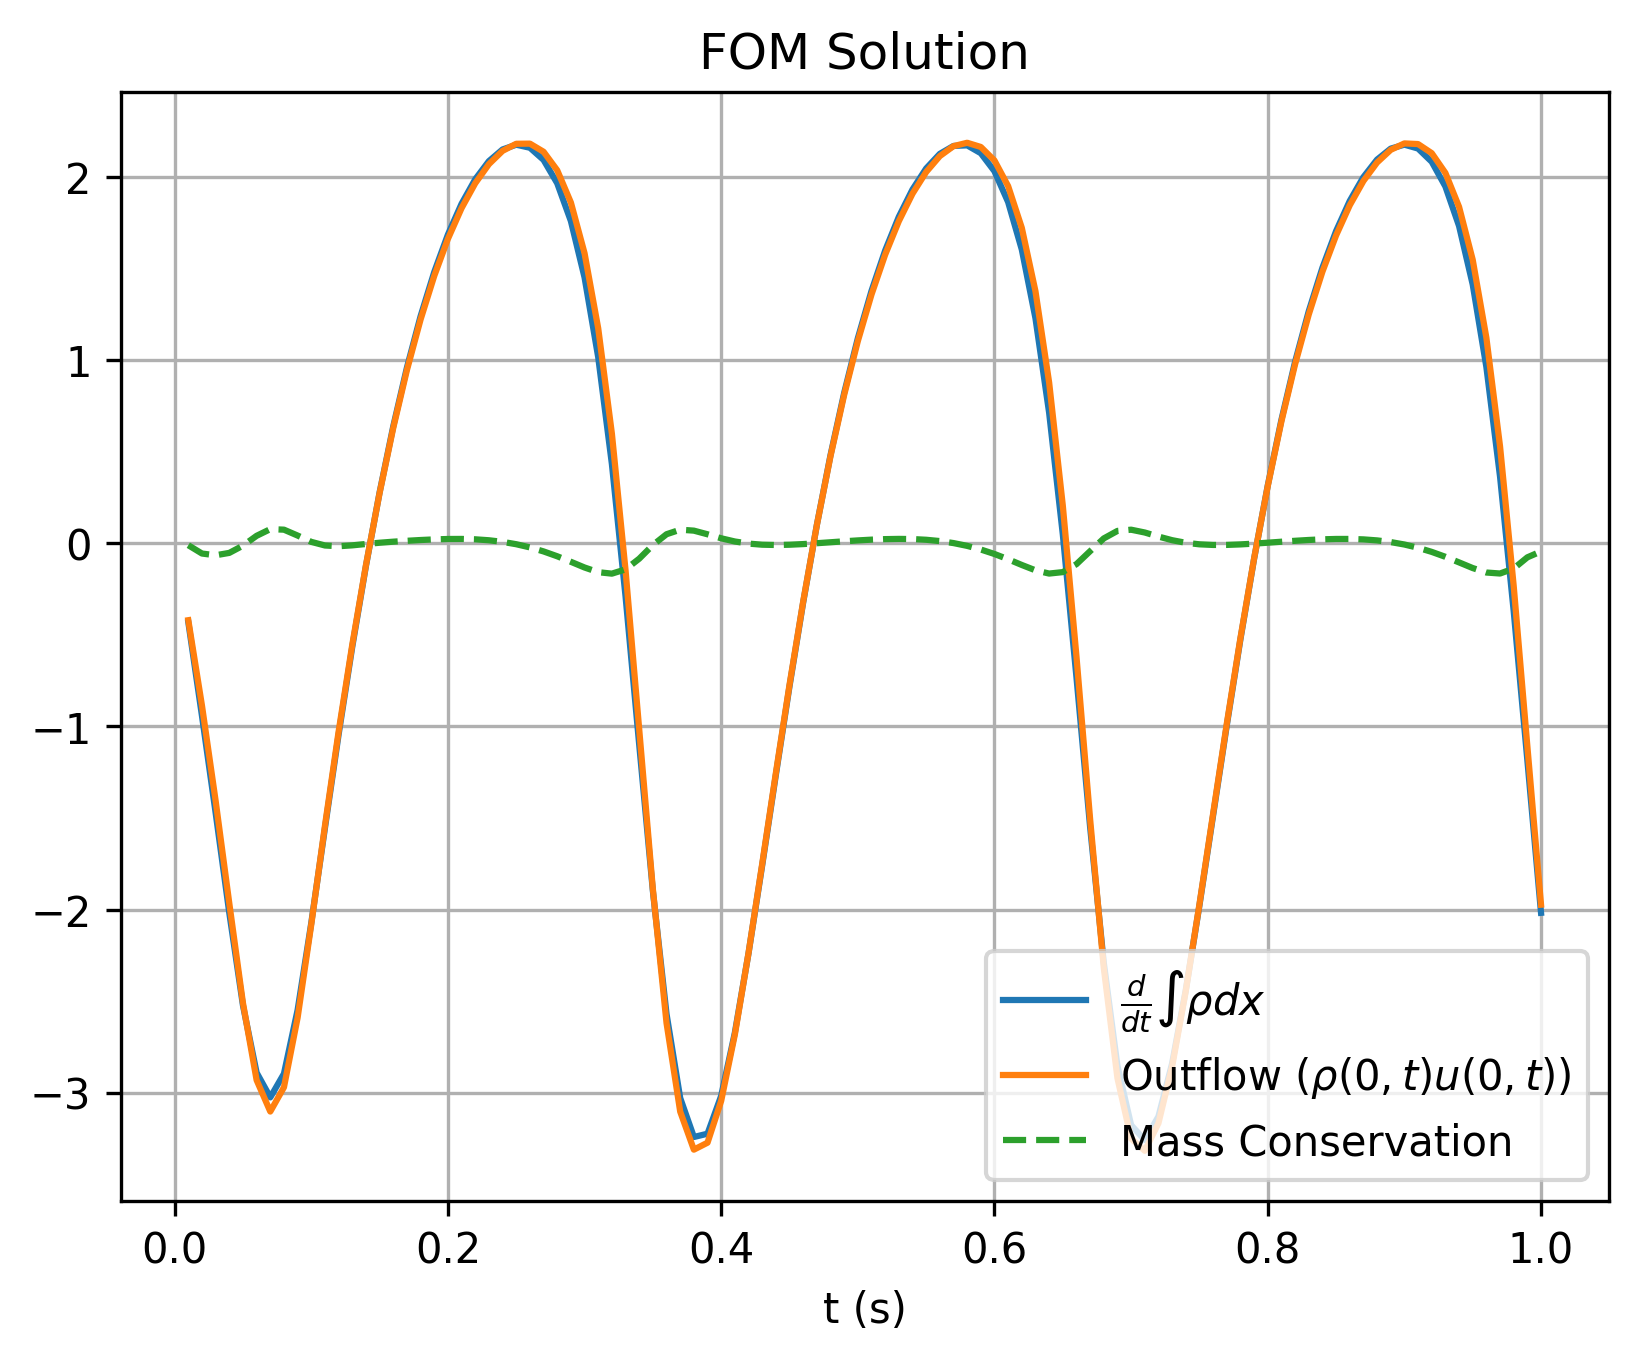 FOM Solution
2
1
0
−1
−2
−3
0.0 0.2 0.4 0.6 0.8 1.0
t (s)
d/dt ∫ρdx
Outflow (ρ(0, t)u(0, t))
Mass Conservation